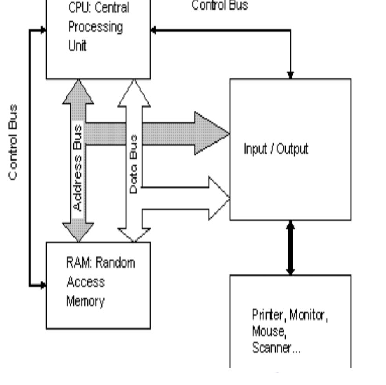 Control Bus
CPU: Central
Processing
Unit
Control Bus
Address Bus
Data Bus
Input / Output
RAM: Random
Access
Memory
Printer, Monitor,
Mouse,
Scanner...